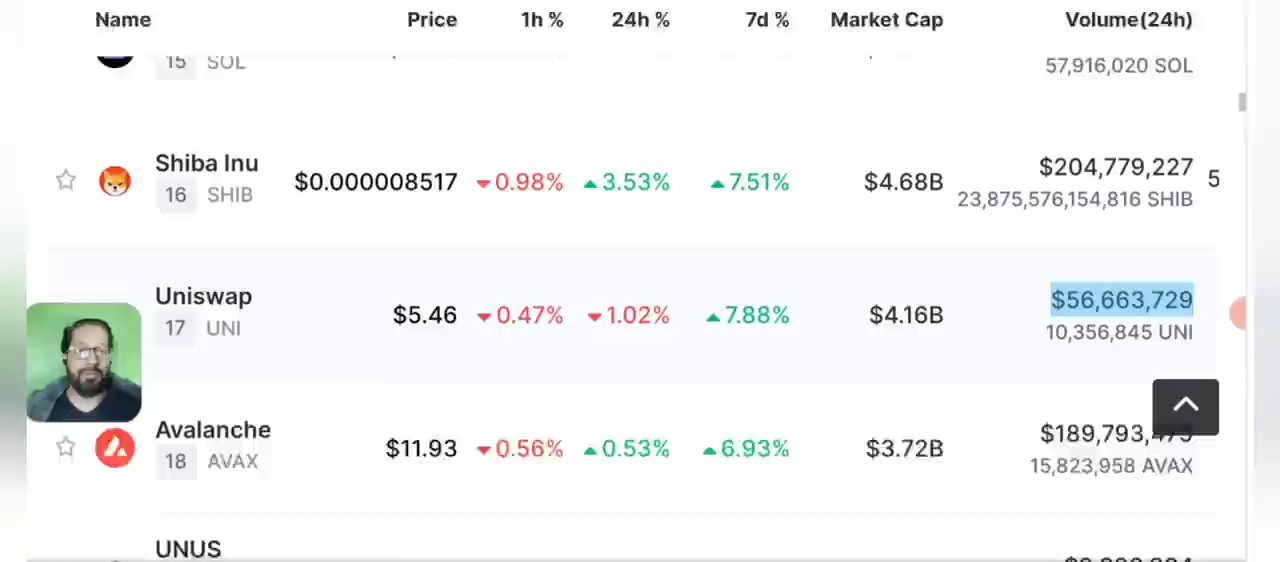 Name Price 1h % 24h % 7d % Market Cap Volume(24h)
15 SOL 57,916,020 SOL
Shiba Inu
16 SHIB $0.000008517 0.98% 3.53% 7.51% $4.68B $204,779,227 5
23,875,576,154,816 SHIB
Uniswap
17 UNI $5.46 0.47% 1.02% 7.88% $4.16B $56,663,729
10,356,845 UNI
Avalanche
18 AVAX $11.93 0.56% 0.53% 6.93% $3.72B $189,793,475
15,823,958 AVAX
UNUS